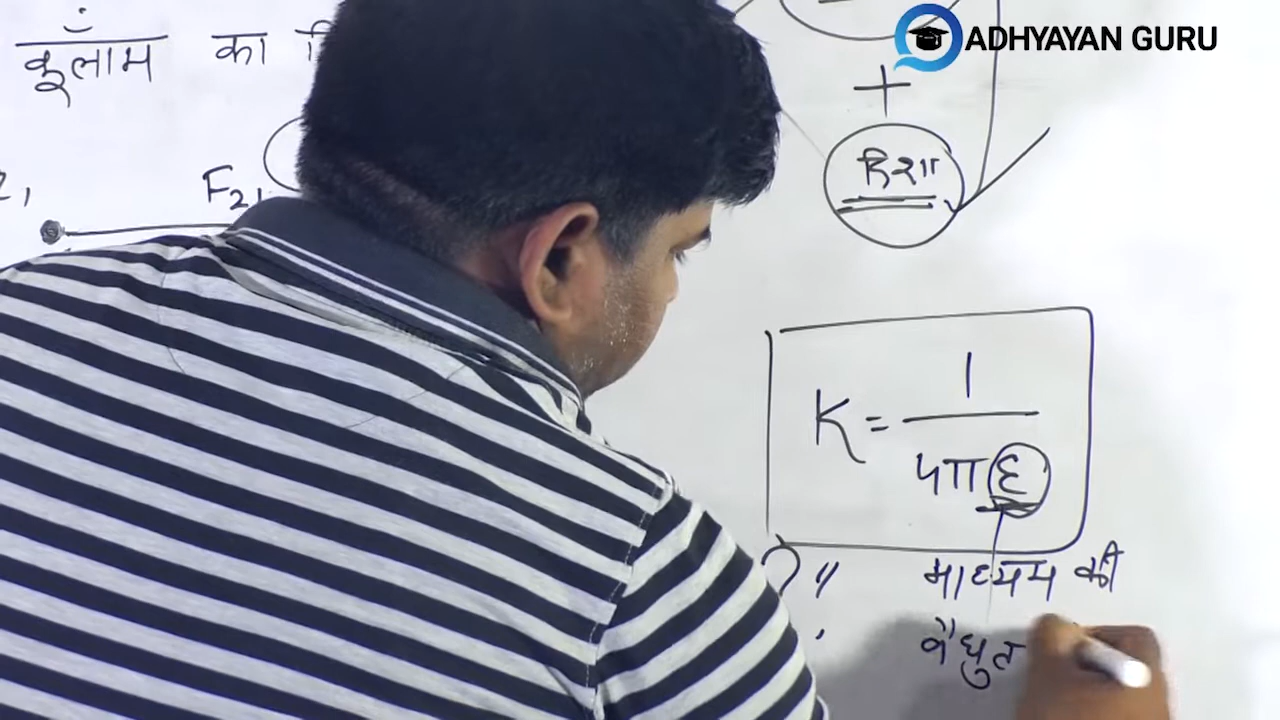 ADHYAYAN GURU
कूलॉम का
F21
+
दिशा
K = 1 / 4πε
माध्यम की
वैधुत